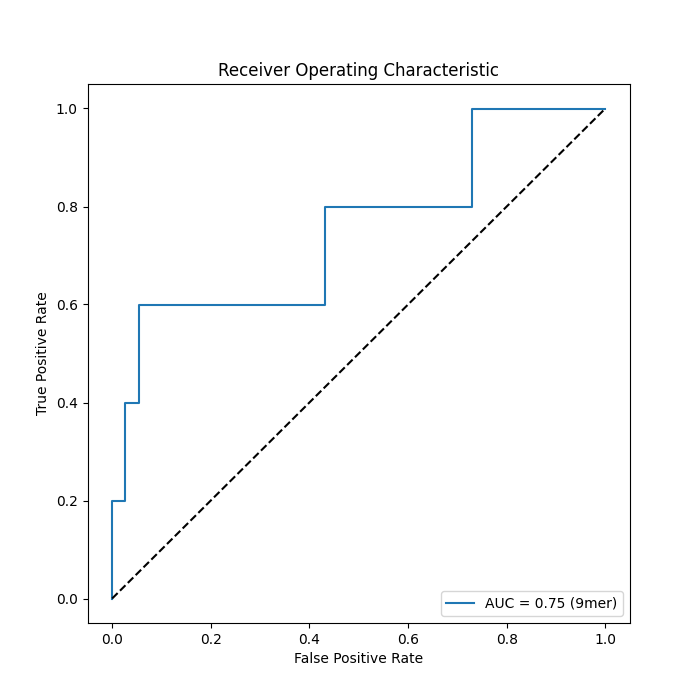 Receiver Operating Characteristic
1.0
0.8
0.6
0.4
0.2
0.0
True Positive Rate
0.0 0.2 0.4 0.6 0.8 1.0
False Positive Rate
AUC = 0.75 (9mer)